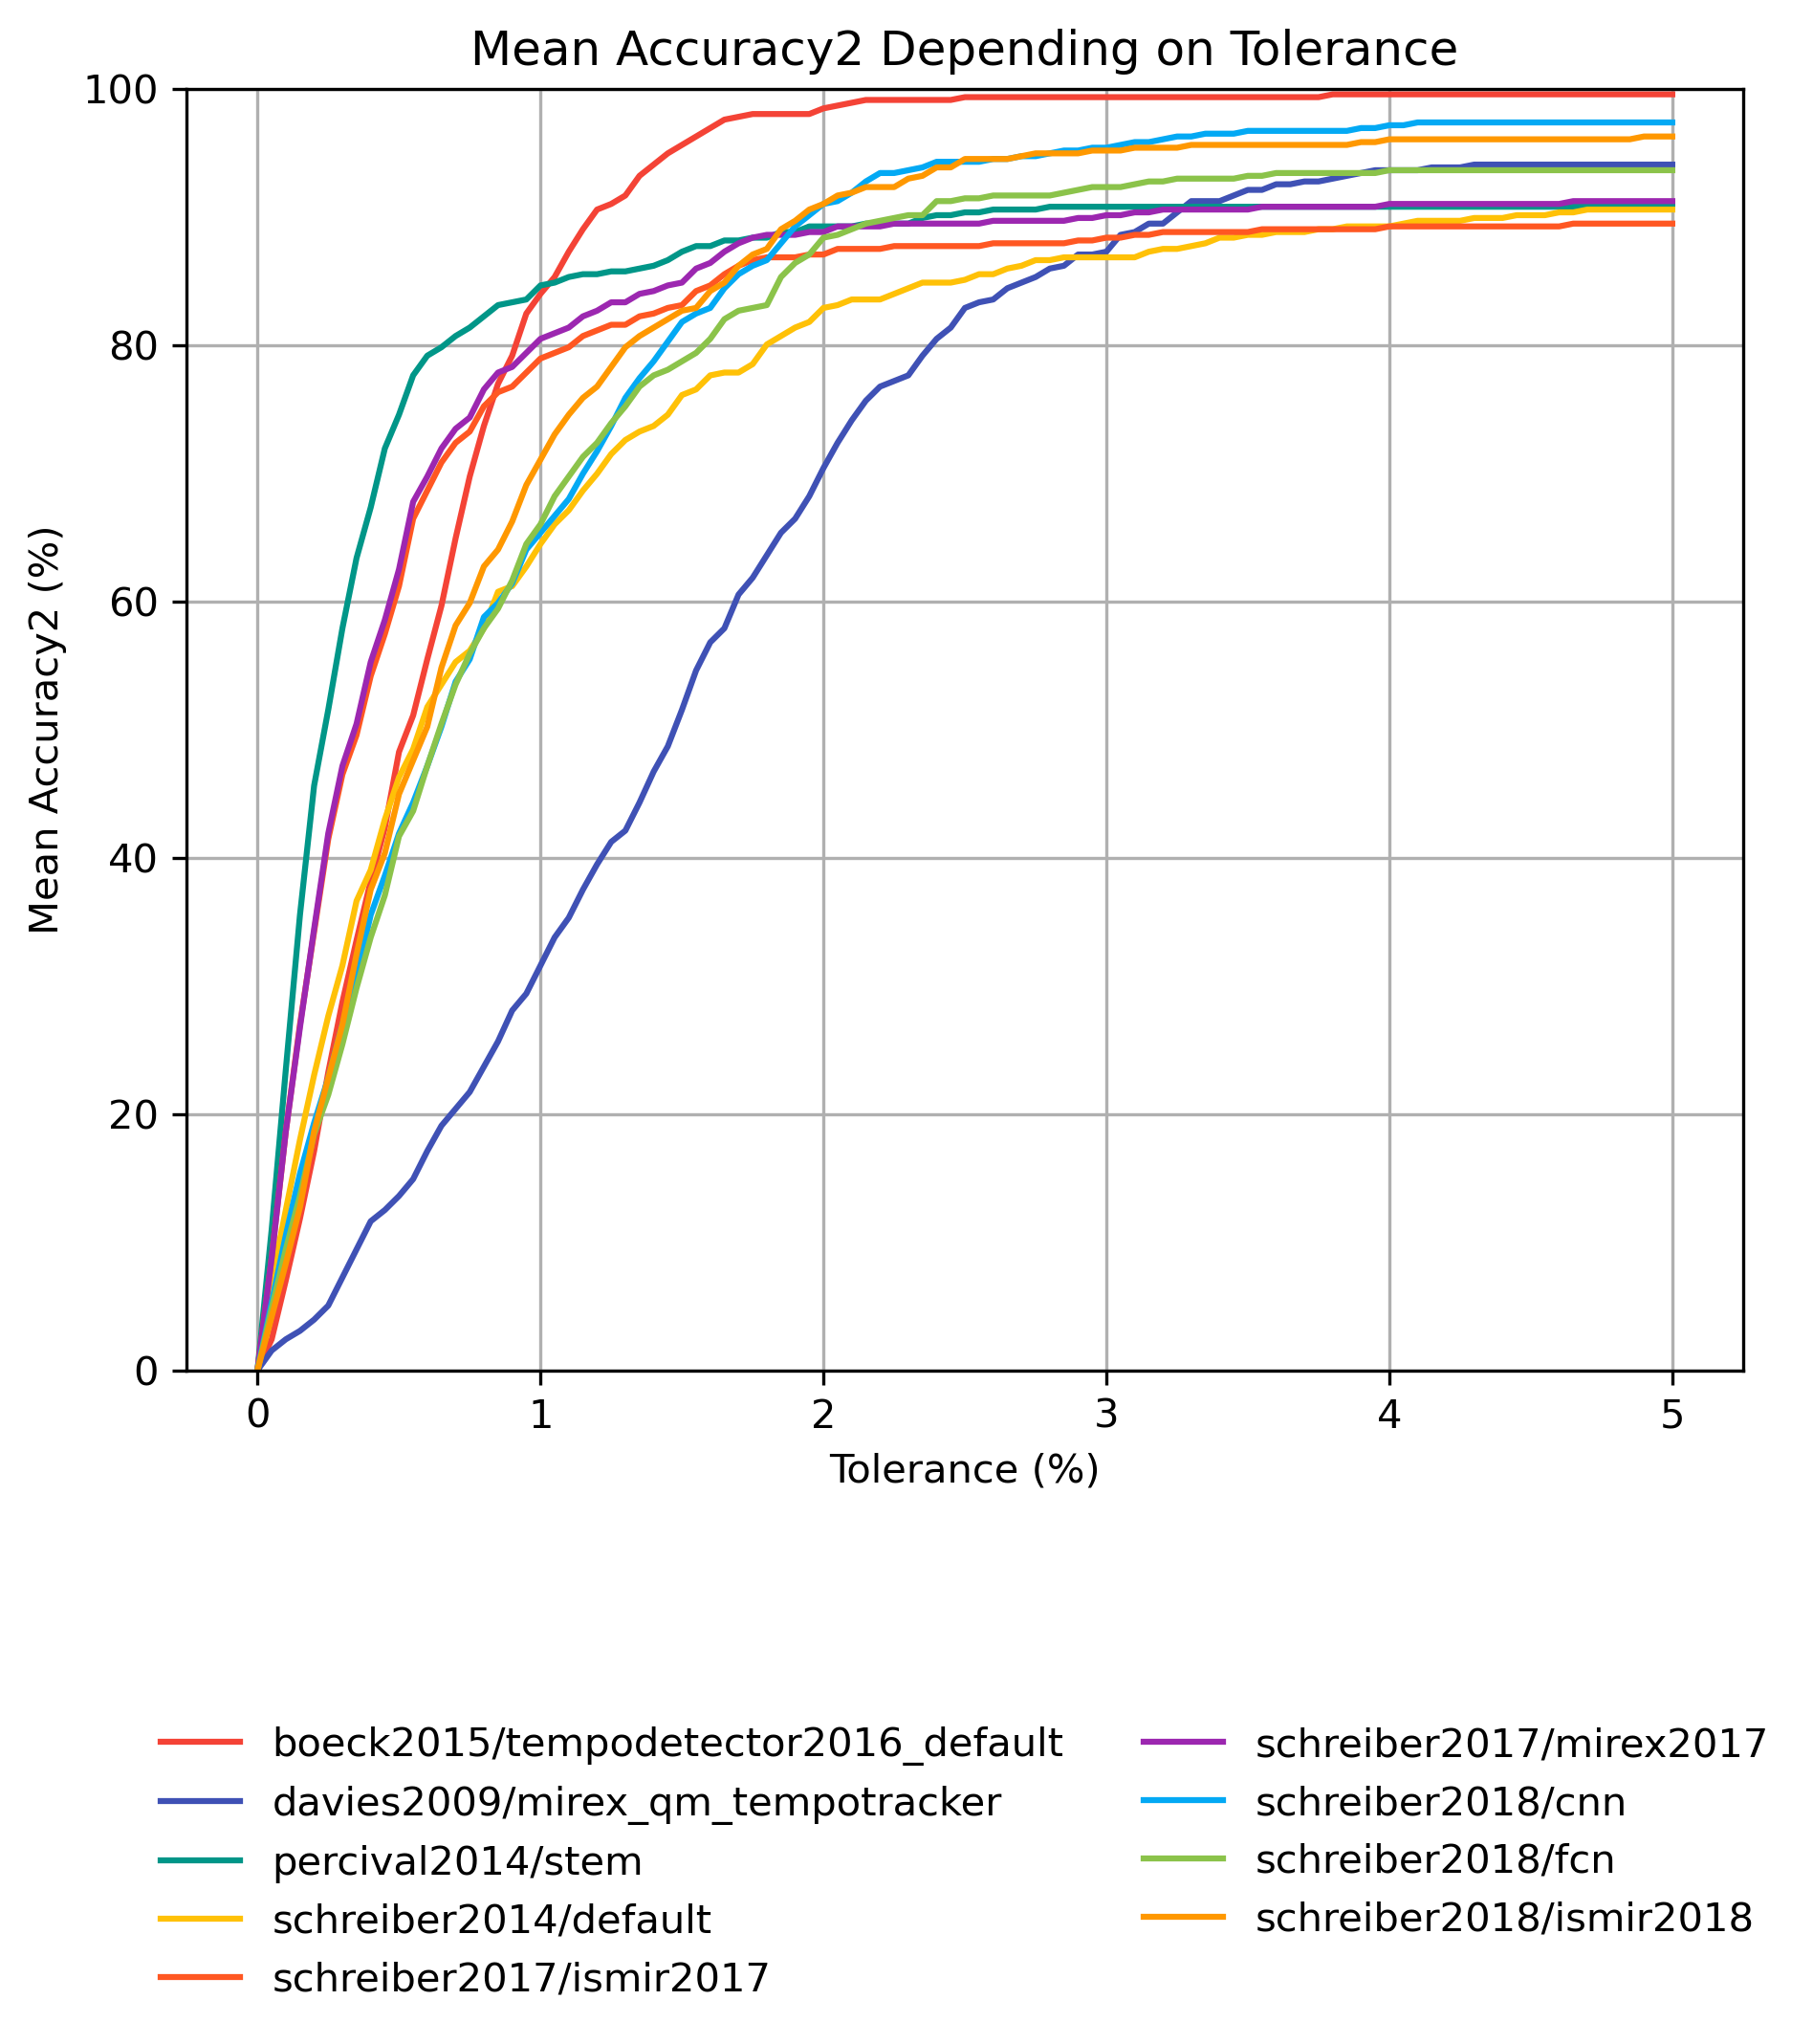 Mean Accuracy2 Depending on Tolerance
100
80
60
40
20
0
Mean Accuracy2 (%)
0 1 2 3 4 5
Tolerance (%)
boeck2015/tempodetector2016_default
davies2009/mirex_qm_tempotracker
percival2014/stem
schreiber2014/default
schreiber2017/ismir2017
schreiber2017/mirex2017
schreiber2018/cnn
schreiber2018/fcn
schreiber2018/ismir2018